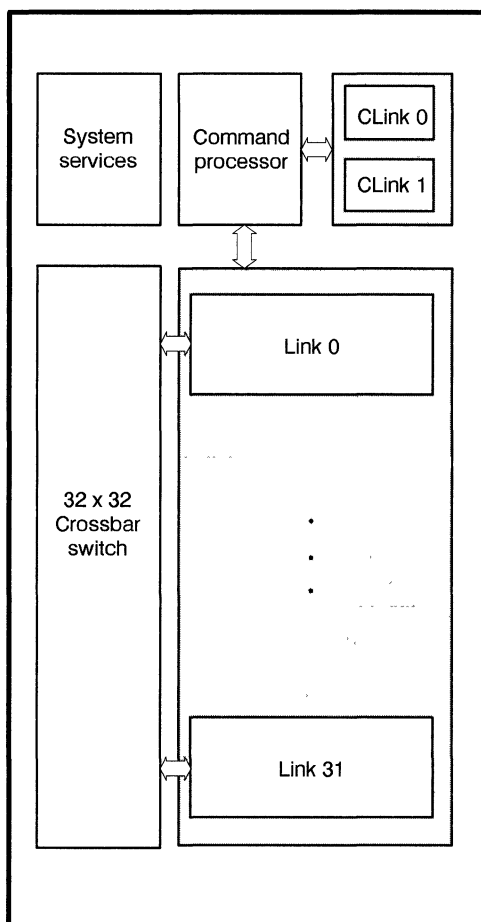 System
services
Command
processor
CLink 0
CLink 1
Link 0
32 x 32
Crossbar
switch
Link 31